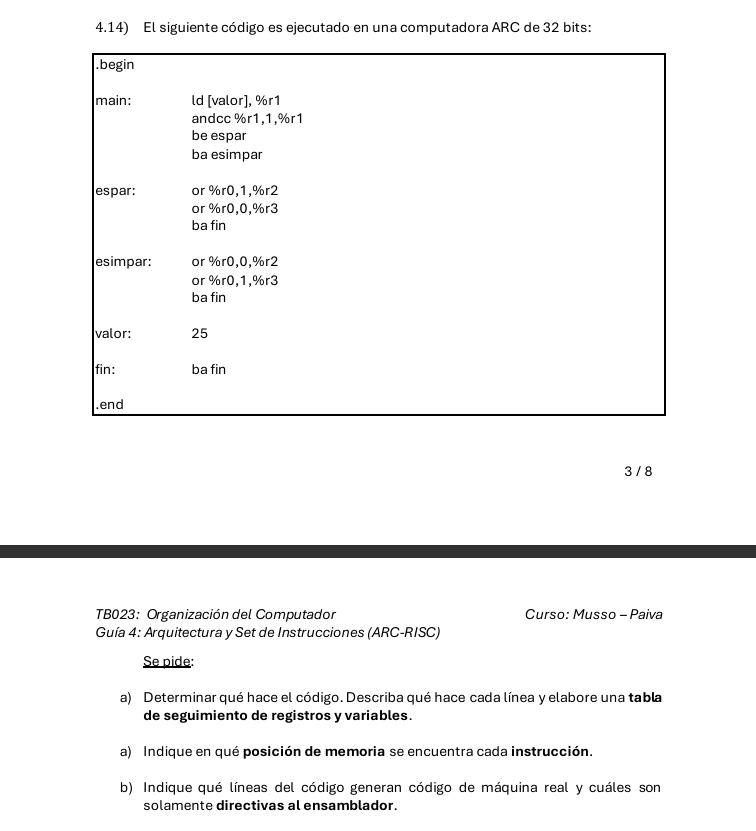 4.14) El siguiente código es ejecutado en una computadora ARC de 32 bits:
.begin
main: ld [valor], %r1
andcc %r1,1,%r1
be espar
ba esimpar
espar: or %r0,1,%r2
or %r0,0,%r3
ba fin
esimpar: or %r0,0,%r2
or %r0,1,%r3
ba fin
valor: 25
fin: ba fin
.end
3 / 8
TB023: Organización del Computador Curso: Musso – Paiva
Guía 4: Arquitectura y Set de Instrucciones (ARC-RISC)
Se pide:
a) Determinar qué hace el código. Describa qué hace cada línea y elabore una tabla
de seguimiento de registros y variables.
a) Indique en qué posición de memoria se encuentra cada instrucción.
b) Indique qué líneas del código generan código de máquina real y cuáles son
solamente directivas al ensamblador.